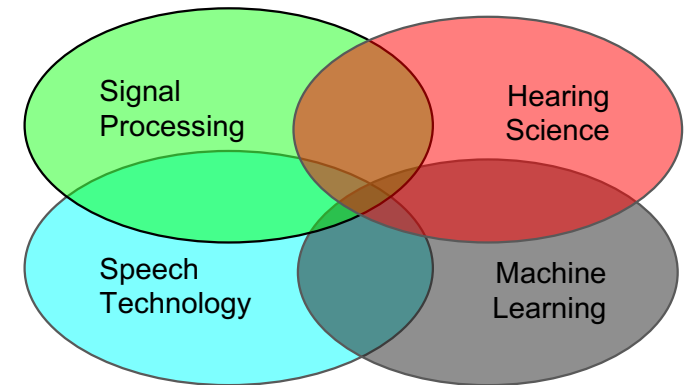 Signal
Processing
Hearing
Science
Speech
Technology
Machine
Learning